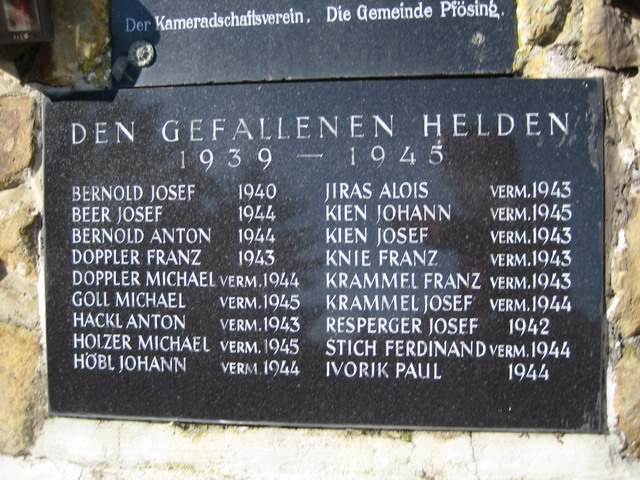 Der Kameradschaftsverein. Die Gemeinde Pfösing.
DEN GEFALLENEN HELDEN
1939 — 1945
BERNOLD JOSEF 1940
BEER JOSEF 1944
BERNOLD ANTON 1944
DOPPLER FRANZ 1943
DOPPLER MICHAEL VERM. 1944
GOLL MICHAEL VERM. 1945
HACKL ANTON VERM. 1943
HOLZER MICHAEL VERM. 1945
HÖBL JOHANN VERM. 1944
JIRAS ALOIS VERM. 1943
KIEN JOHANN VERM. 1945
KIEN JOSEF VERM. 1943
KNIE FRANZ VERM. 1943
KRAMMEL FRANZ VERM. 1943
KRAMMEL JOSEF VERM. 1944
RESPERGER JOSEF 1942
STICH FERDINAND VERM. 1944
IVORIK PAUL 1944